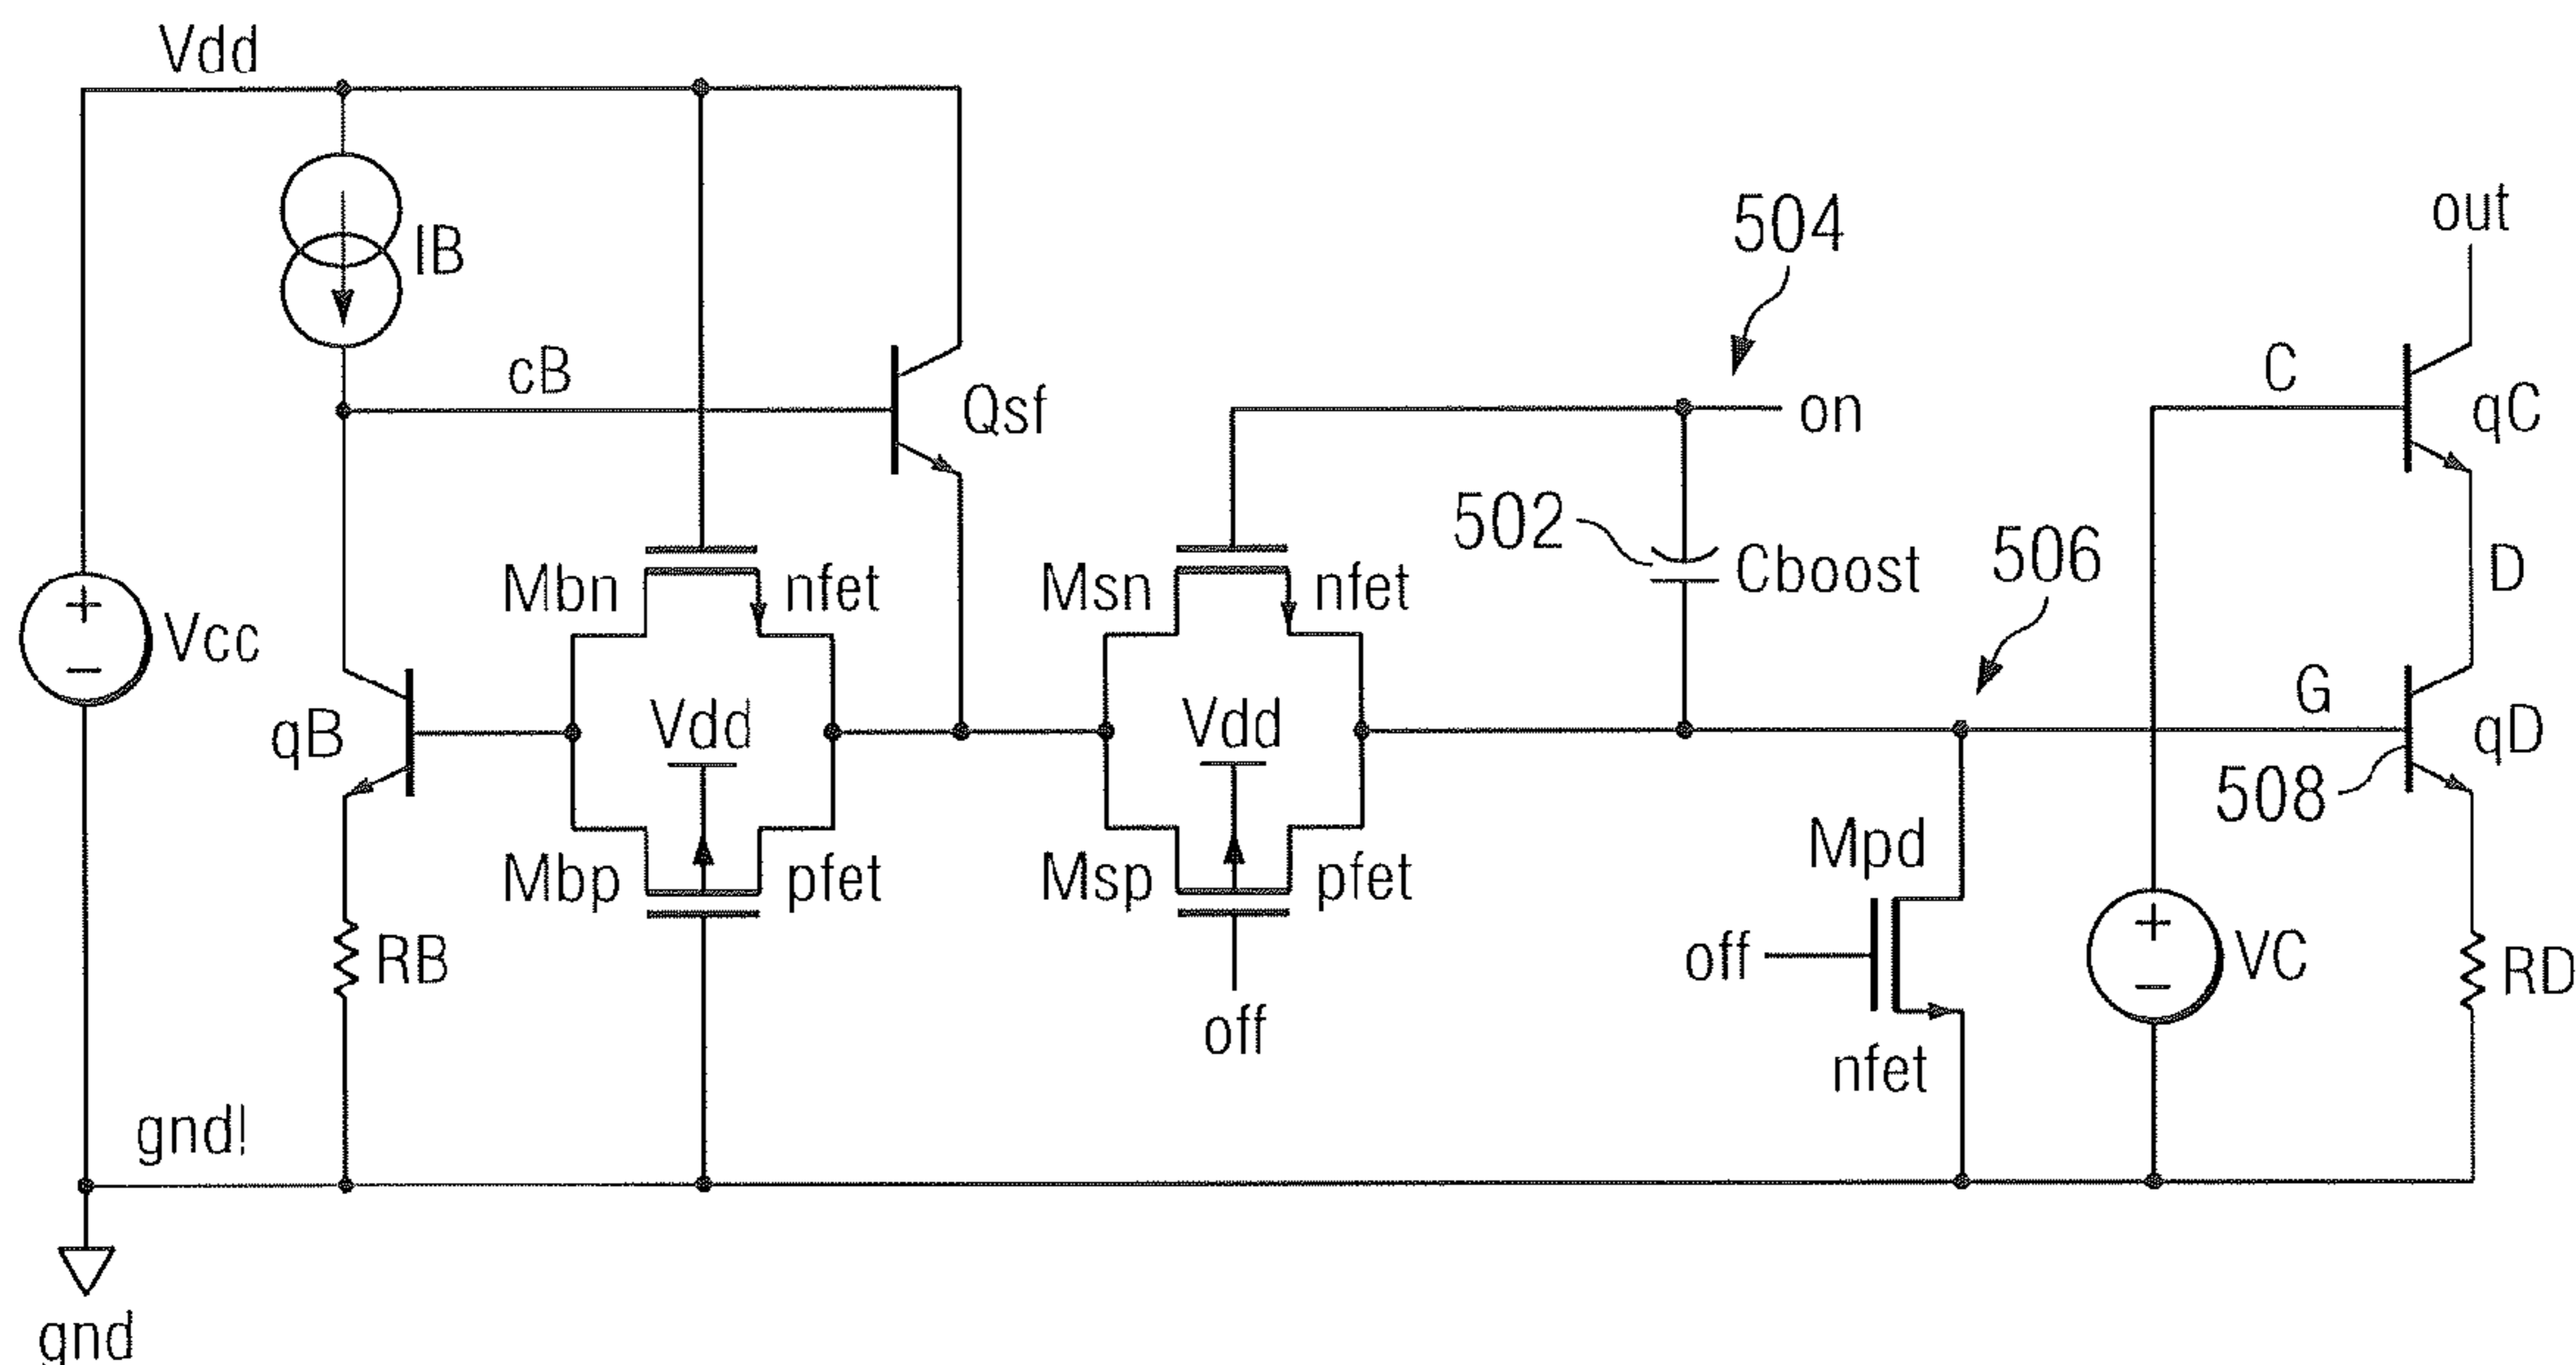 Vdd
504
out
IB
cB
Qsf
on
C
qC
502
Cboost
506
Mbn
nfet
Msn
nfet
D
+
−
Vcc
qB
Vdd
Vdd
G
qD
508
Mbp
pfet
Msp
pfet
Mpd
RB
off
off
+
−
VC
RD
nfet
gnd!
gnd